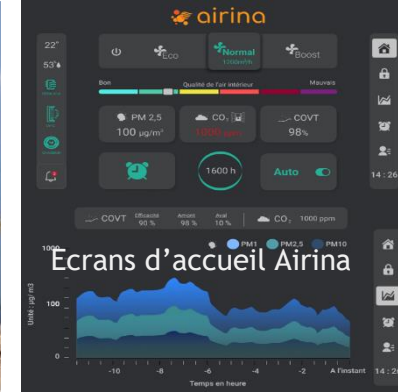 airina
22°
53°
Eco
Normal
1200m³/h
Boost
Bon
Qualité de l'air intérieur
Mauvais
PM 2,5
100 µg/m³
CO₂
1000 ppm
COVT
98%
1600 h
Auto
14 : 26
COVT
Efficacité
90 %
Amont
98 %
Aval
10 %
CO₂ 1000 ppm
PM1
PM2,5
PM10
Ecrans d'accueil Airina
1000
100
0
Unité : µg/m3
-10
-8
-6
-4
-2
A l'instant
14 : 26
Temps en heure